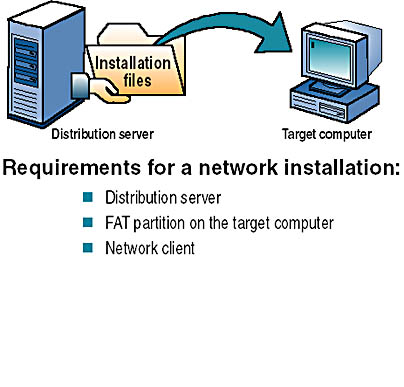 Installation
files
Distribution server
Target computer
Requirements for a network installation:
Distribution server
FAT partition on the target computer
Network client